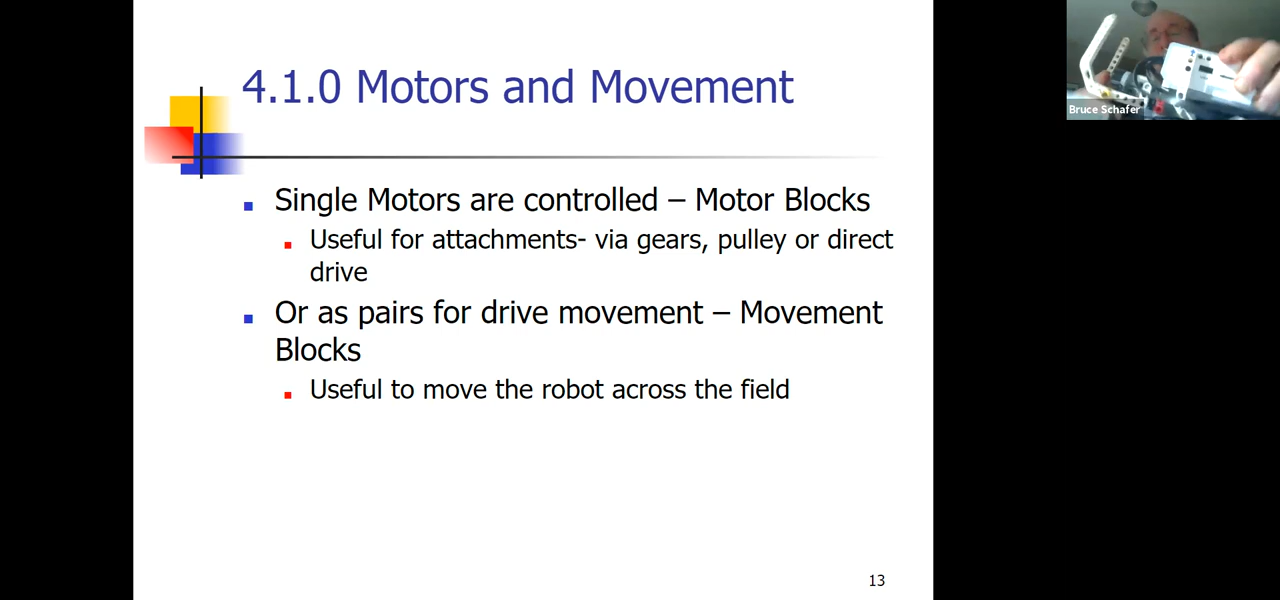 4.1.0 Motors and Movement
Bruce Schafer
Single Motors are controlled – Motor Blocks
Useful for attachments- via gears, pulley or direct
drive
Or as pairs for drive movement – Movement
Blocks
Useful to move the robot across the field
13